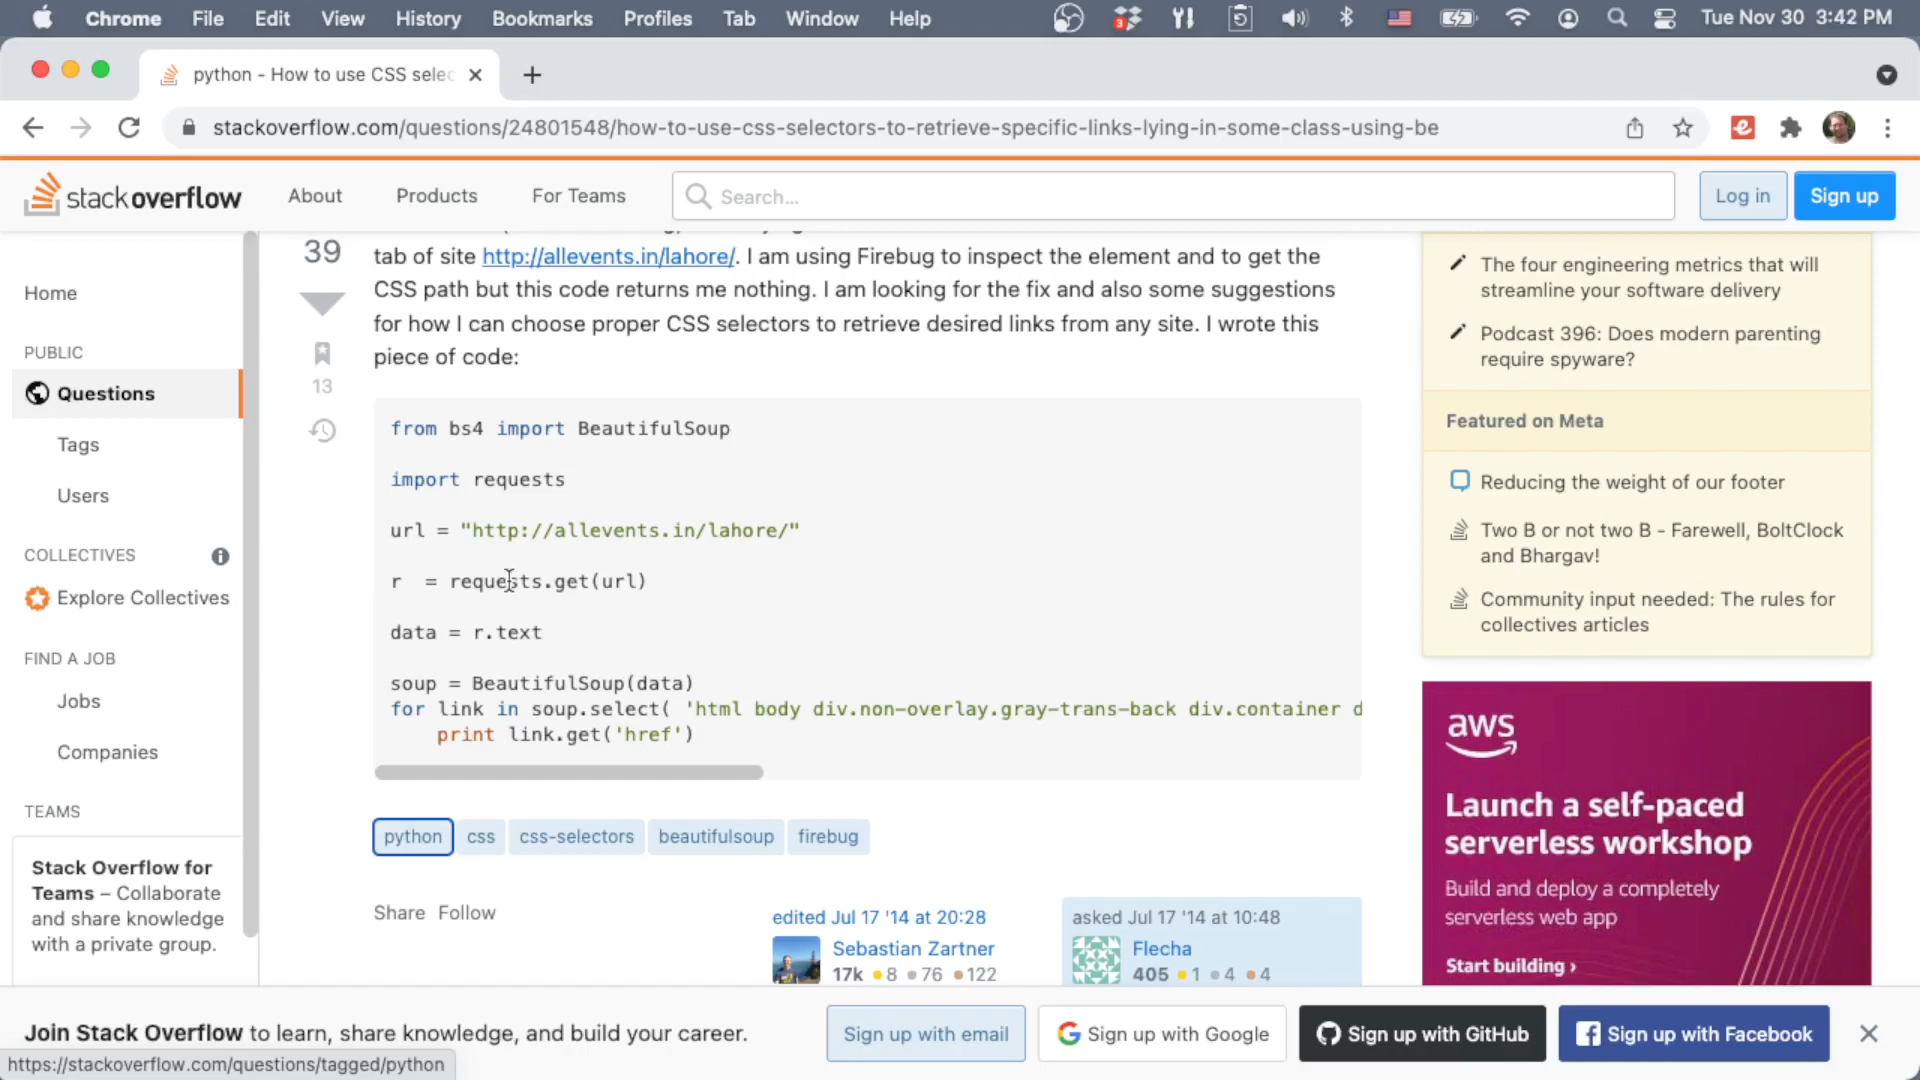 Chrome File Edit View History Bookmarks Profiles Tab Window Help
3
Tue Nov 30 3:42 PM
python - How to use CSS selec
stackoverflow.com/questions/24801548/how-to-use-css-selectors-to-retrieve-specific-links-lying-in-some-class-using-be
stackoverflow
About
Products
For Teams
Search...
Log in
Sign up
Home
PUBLIC
Questions
Tags
Users
COLLECTIVES
Explore Collectives
FIND A JOB
Jobs
Companies
TEAMS
Stack Overflow for
Teams – Collaborate
and share knowledge
with a private group.
39
13
tab of site http://allevents.in/lahore/. I am using Firebug to inspect the element and to get the
CSS path but this code returns me nothing. I am looking for the fix and also some suggestions
for how I can choose proper CSS selectors to retrieve desired links from any site. I wrote this
piece of code:
from bs4 import BeautifulSoup
import requests
url = "http://allevents.in/lahore/"
r  = requests.get(url)
data = r.text
soup = BeautifulSoup(data)
for link in soup.select( 'html body div.non-overlay.gray-trans-back div.container d
    print link.get('href')
python css css-selectors beautifulsoup firebug
Share Follow
edited Jul 17 '14 at 20:28
Sebastian Zartner
17k 8 76 122
asked Jul 17 '14 at 10:48
Flecha
405 1 4 4
The four engineering metrics that will
streamline your software delivery
Podcast 396: Does modern parenting
require spyware?
Featured on Meta
Reducing the weight of our footer
Two B or not two B - Farewell, BoltClock
and Bhargav!
Community input needed: The rules for
collectives articles
aws
Launch a self-paced
serverless workshop
Build and deploy a completely
serverless web app
Start building ›
Join Stack Overflow to learn, share knowledge, and build your career.
Sign up with email
Sign up with Google
Sign up with GitHub
Sign up with Facebook
https://stackoverflow.com/questions/tagged/python